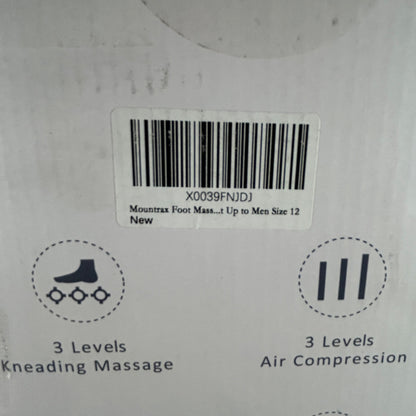 X0039FNJDJ
Mountrax Foot Mass...t Up to Men Size 12
New
3 Levels
Kneading Massage
3 Levels
Air Compression